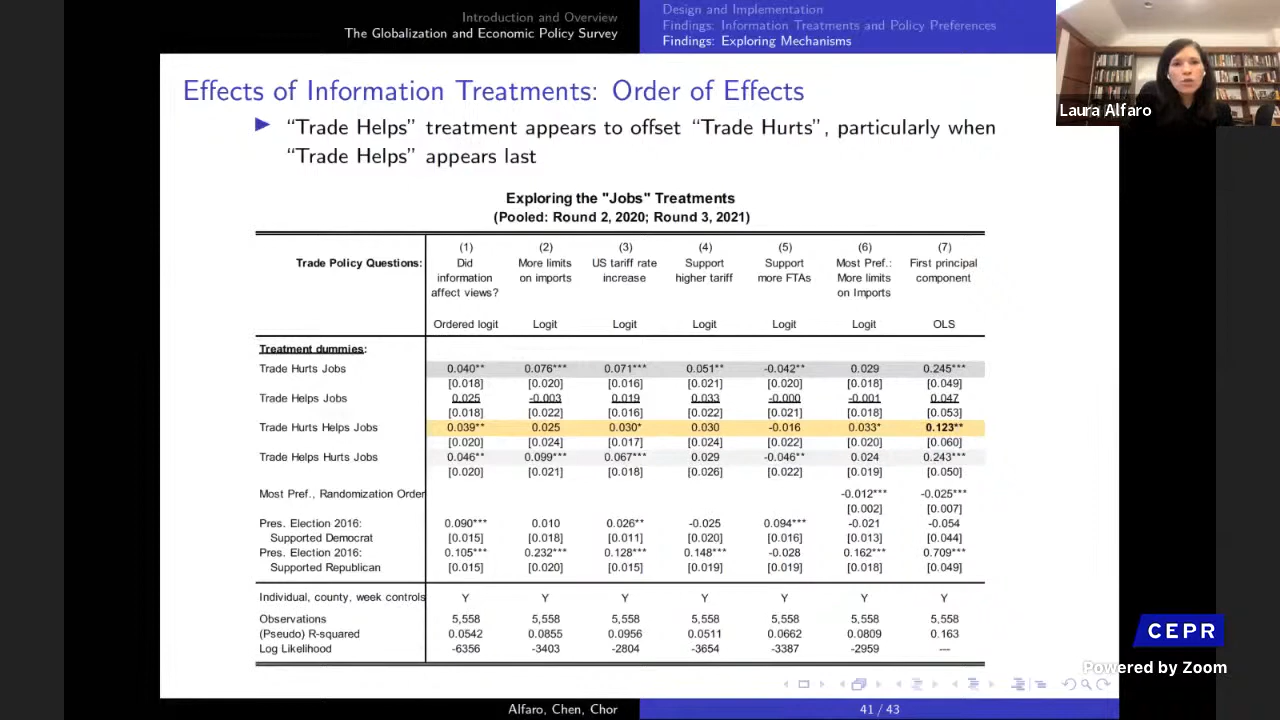 Introduction and Overview
The Globalization and Economic Policy Survey
Design and Implementation
Findings: Information Treatments and Policy Preferences
Findings: Exploring Mechanisms
Laura Alfaro
Effects of Information Treatments: Order of Effects
“Trade Helps” treatment appears to offset “Trade Hurts”, particularly when
“Trade Helps” appears last
Exploring the "Jobs" Treatments
(Pooled: Round 2, 2020; Round 3, 2021)
(1) (2) (3) (4) (5) (6) (7)
Trade Policy Questions: Did More limits US tariff rate Support Support Most Pref.: First principal
information on imports increase higher tariff more FTAs More limits component
affect views? on Imports
Ordered logit Logit Logit Logit Logit Logit OLS
Treatment dummies:
Trade Hurts Jobs 0.040** 0.076*** 0.071*** 0.051** -0.042** 0.029 0.245***
[0.018] [0.020] [0.016] [0.021] [0.020] [0.018] [0.049]
Trade Helps Jobs 0.025 -0.003 0.019 0.033 -0.000 -0.001 0.047
[0.018] [0.022] [0.016] [0.022] [0.021] [0.018] [0.053]
Trade Hurts Helps Jobs 0.039** 0.025 0.030* 0.030 -0.016 0.033* 0.123**
[0.020] [0.024] [0.017] [0.024] [0.022] [0.020] [0.060]
Trade Helps Hurts Jobs 0.046** 0.099*** 0.067*** 0.029 -0.046** 0.024 0.243***
[0.020] [0.021] [0.018] [0.026] [0.022] [0.019] [0.050]
Most Pref., Randomization Order -0.012*** -0.025***
[0.002] [0.007]
Pres. Election 2016: 0.090*** 0.010 0.026** -0.025 0.094*** -0.021 -0.054
Supported Democrat [0.015] [0.018] [0.011] [0.020] [0.016] [0.013] [0.044]
Pres. Election 2016: 0.105*** 0.232*** 0.128*** 0.148*** -0.028 0.162*** 0.709***
Supported Republican [0.015] [0.020] [0.015] [0.019] [0.019] [0.018] [0.049]
Individual, county, week controls Y Y Y Y Y Y Y
Observations 5,558 5,558 5,558 5,558 5,558 5,558 5,558
(Pseudo) R-squared 0.0542 0.0855 0.0956 0.0511 0.0662 0.0809 0.163
Log Likelihood -6356 -3403 -2804 -3654 -3387 -2959 ---
CEPR
Powered by Zoom
Alfaro, Chen, Chor
41 / 43